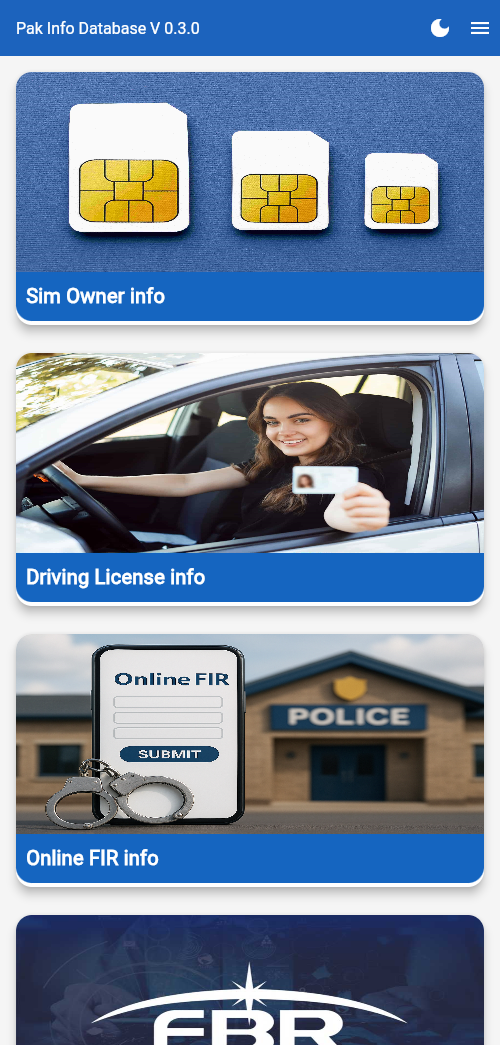 Pak Info Database V 0.3.0
Sim Owner info
Driving License info
Online FIR
SUBMIT
POLICE
Online FIR info
FBR